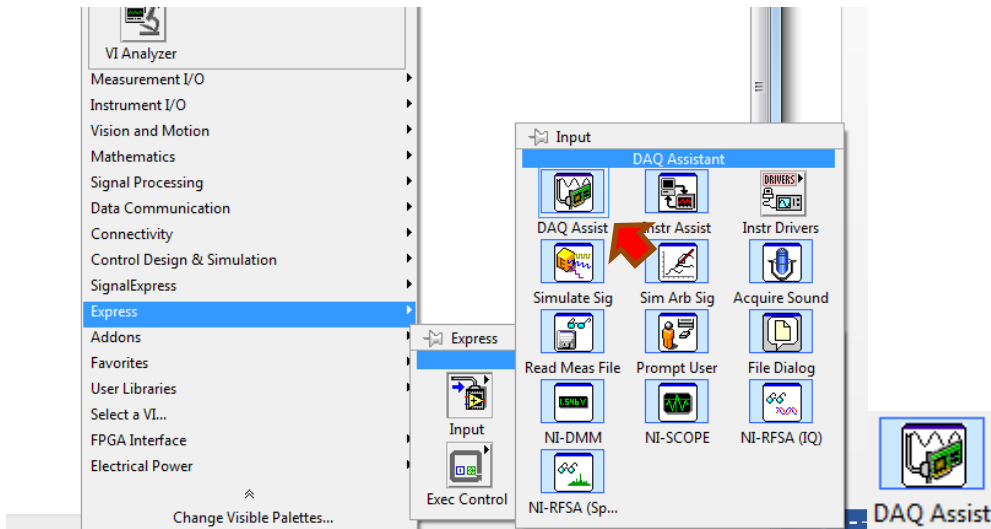 VI Analyzer
Measurement I/O
Instrument I/O
Vision and Motion
Mathematics
Signal Processing
Data Communication
Connectivity
Control Design & Simulation
SignalExpress
Express
Addons
Favorites
User Libraries
Select a VI...
FPGA Interface
Electrical Power
Change Visible Palettes...
Express
Input
Exec Control
Input
DAQ Assistant
DRIVERS
DAQ Assist
Instr Assist
Instr Drivers
Simulate Sig
Sim Arb Sig
Acquire Sound
Read Meas File
Prompt User
File Dialog
1.546V
NI-DMM
NI-SCOPE
NI-RFSA (IQ)
NI-RFSA (Sp...
DAQ Assist